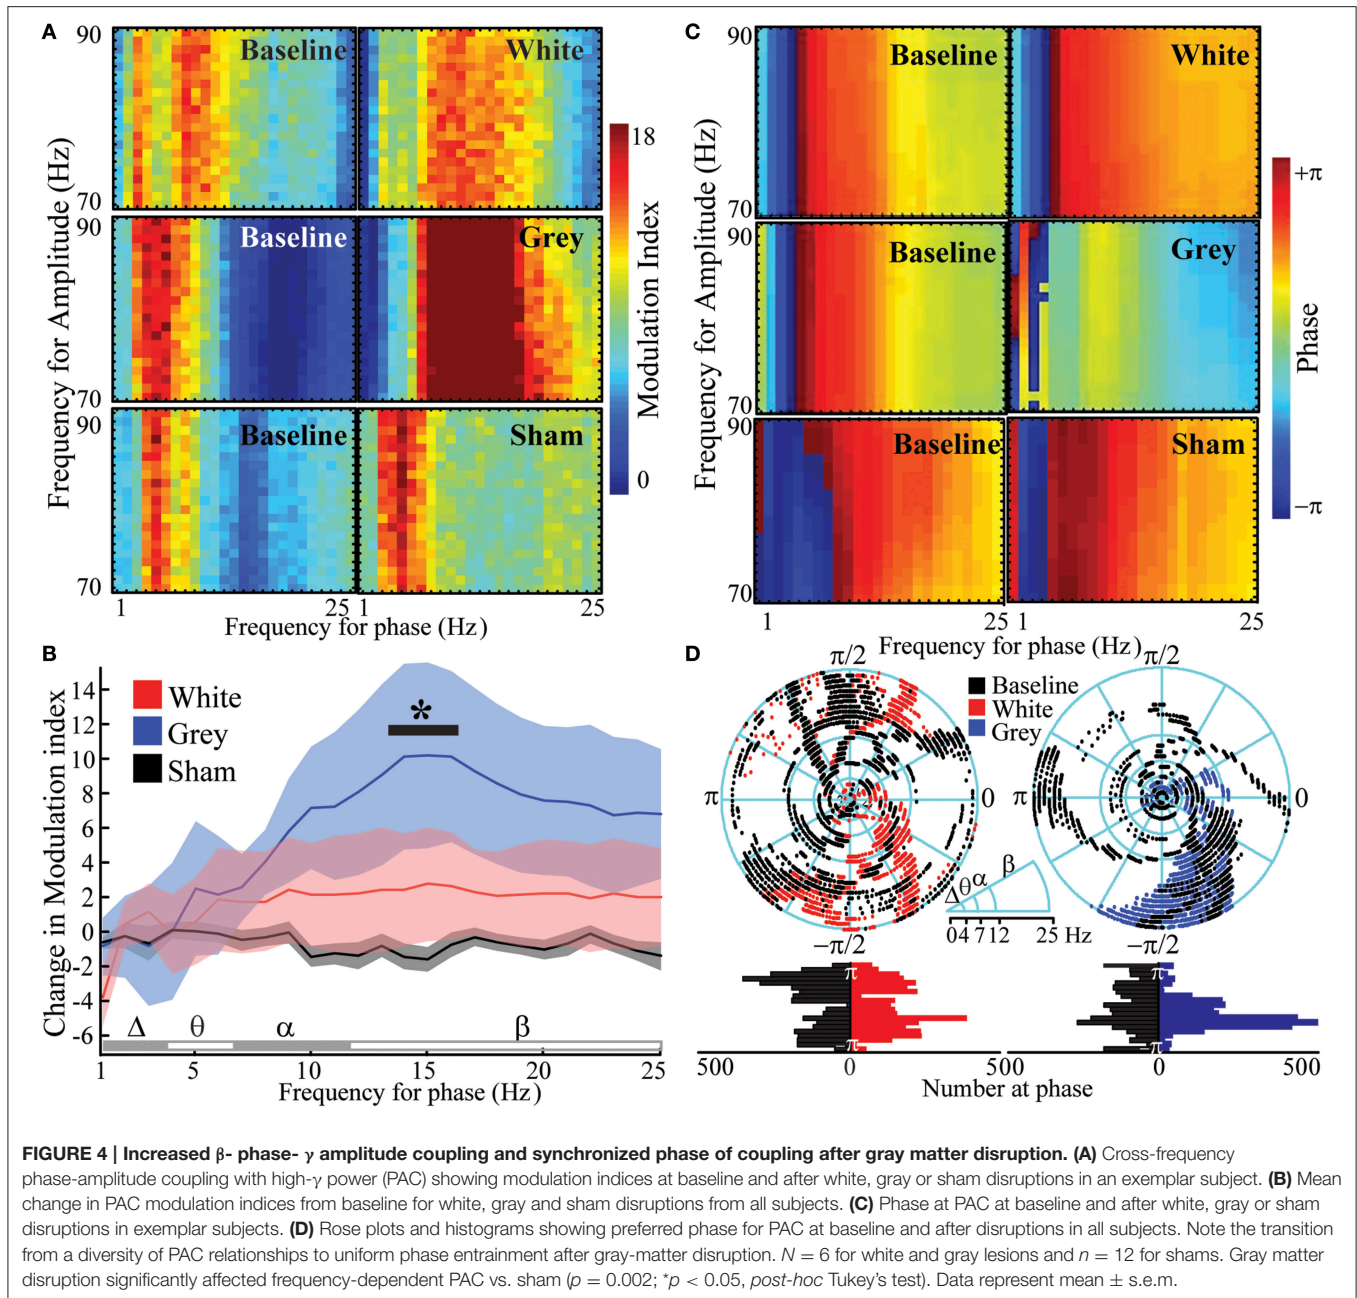 A
90
Baseline
White
70
90
Baseline
Grey
70
90
Baseline
Sham
70
1
25
1
25
Frequency for phase (Hz)
Frequency for Amplitude (Hz)
18
0
Modulation Index
C
90
Baseline
White
70
90
Baseline
Grey
70
90
Baseline
Sham
70
1
25
1
25
Frequency for phase (Hz)
Frequency for Amplitude (Hz)
+π
−π
Phase
B
White
Grey
Sham
*
14
12
10
8
6
4
2
0
-2
-4
-6
Change in Modulation index
Δ
θ
α
β
1
5
10
15
20
25
Frequency for phase (Hz)
D
π/2
π
−π/2
Baseline
White
Grey
π/2
π
0
−π/2
Δ
θ
α
β
0 4 7 12 25 Hz
π
−π
π
−π
500
0
500
0
500
Number at phase
FIGURE 4 | Increased β- phase- γ amplitude coupling and synchronized phase of coupling after gray matter disruption. (A) Cross-frequency
phase-amplitude coupling with high-γ power (PAC) showing modulation indices at baseline and after white, gray or sham disruptions in an exemplar subject. (B) Mean
change in PAC modulation indices from baseline for white, gray and sham disruptions from all subjects. (C) Phase at PAC at baseline and after white, gray or sham
disruptions in exemplar subjects. (D) Rose plots and histograms showing preferred phase for PAC at baseline and after disruptions in all subjects. Note the transition
from a diversity of PAC relationships to uniform phase entrainment after gray-matter disruption. N = 6 for white and gray lesions and n = 12 for shams. Gray matter
disruption significantly affected frequency-dependent PAC vs. sham (p = 0.002; *p < 0.05, post-hoc Tukey's test). Data represent mean ± s.e.m.